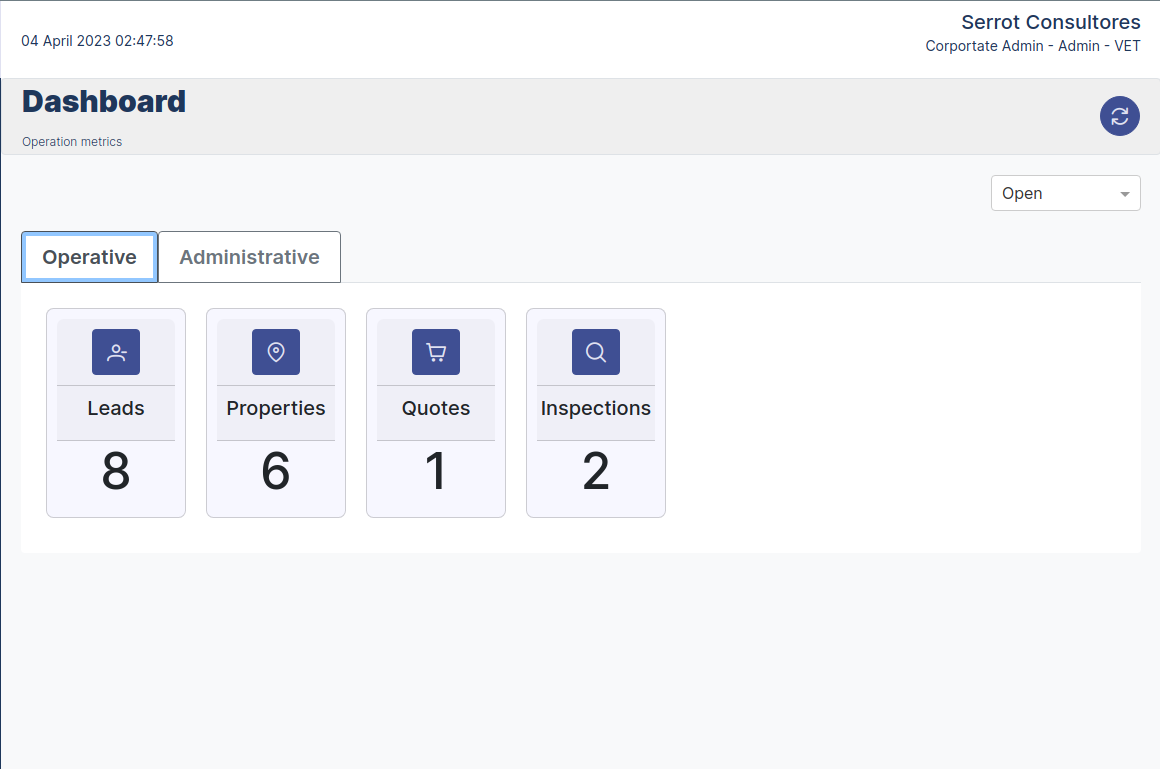 Serrot Consultores
04 April 2023 02:47:58
Corportate Admin - Admin - VET
Dashboard
Operation metrics
Open
Operative Administrative
Leads Properties Quotes Inspections
8 6 1 2